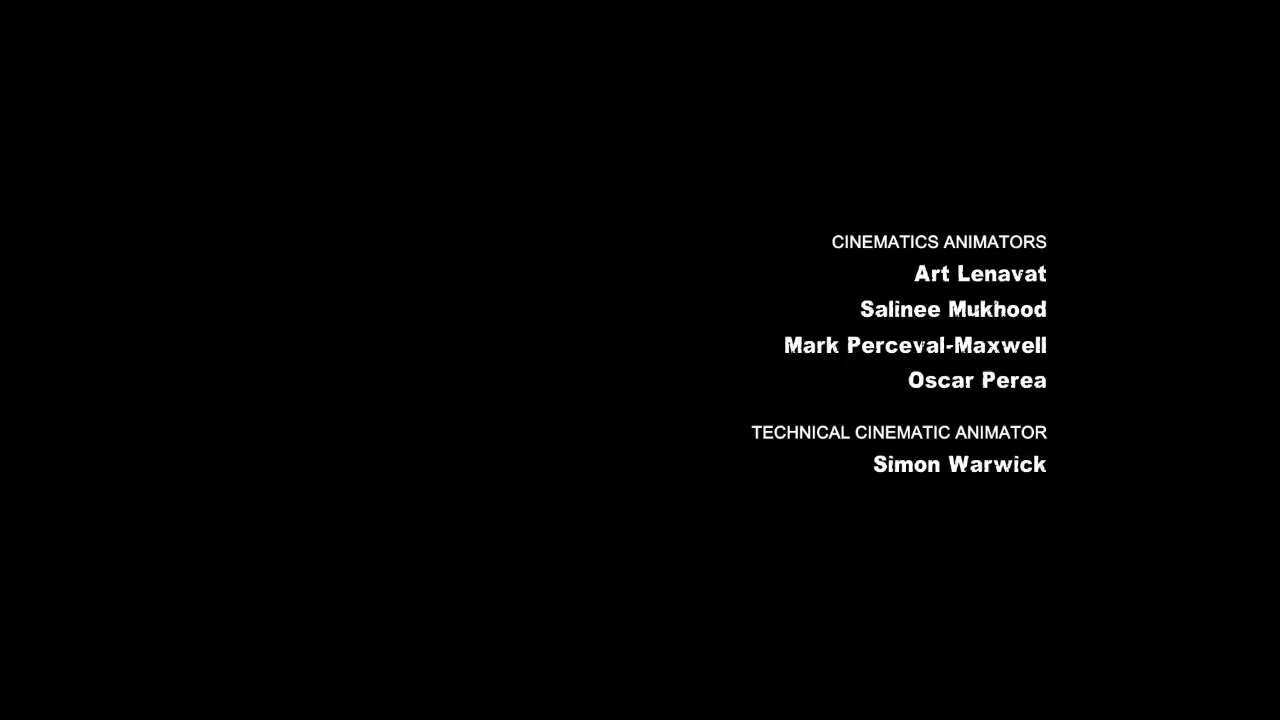 CINEMATICS ANIMATORS
Art Lenavat
Salinee Mukhood
Mark Perceval-Maxwell
Oscar Perea
TECHNICAL CINEMATIC ANIMATOR
Simon Warwick